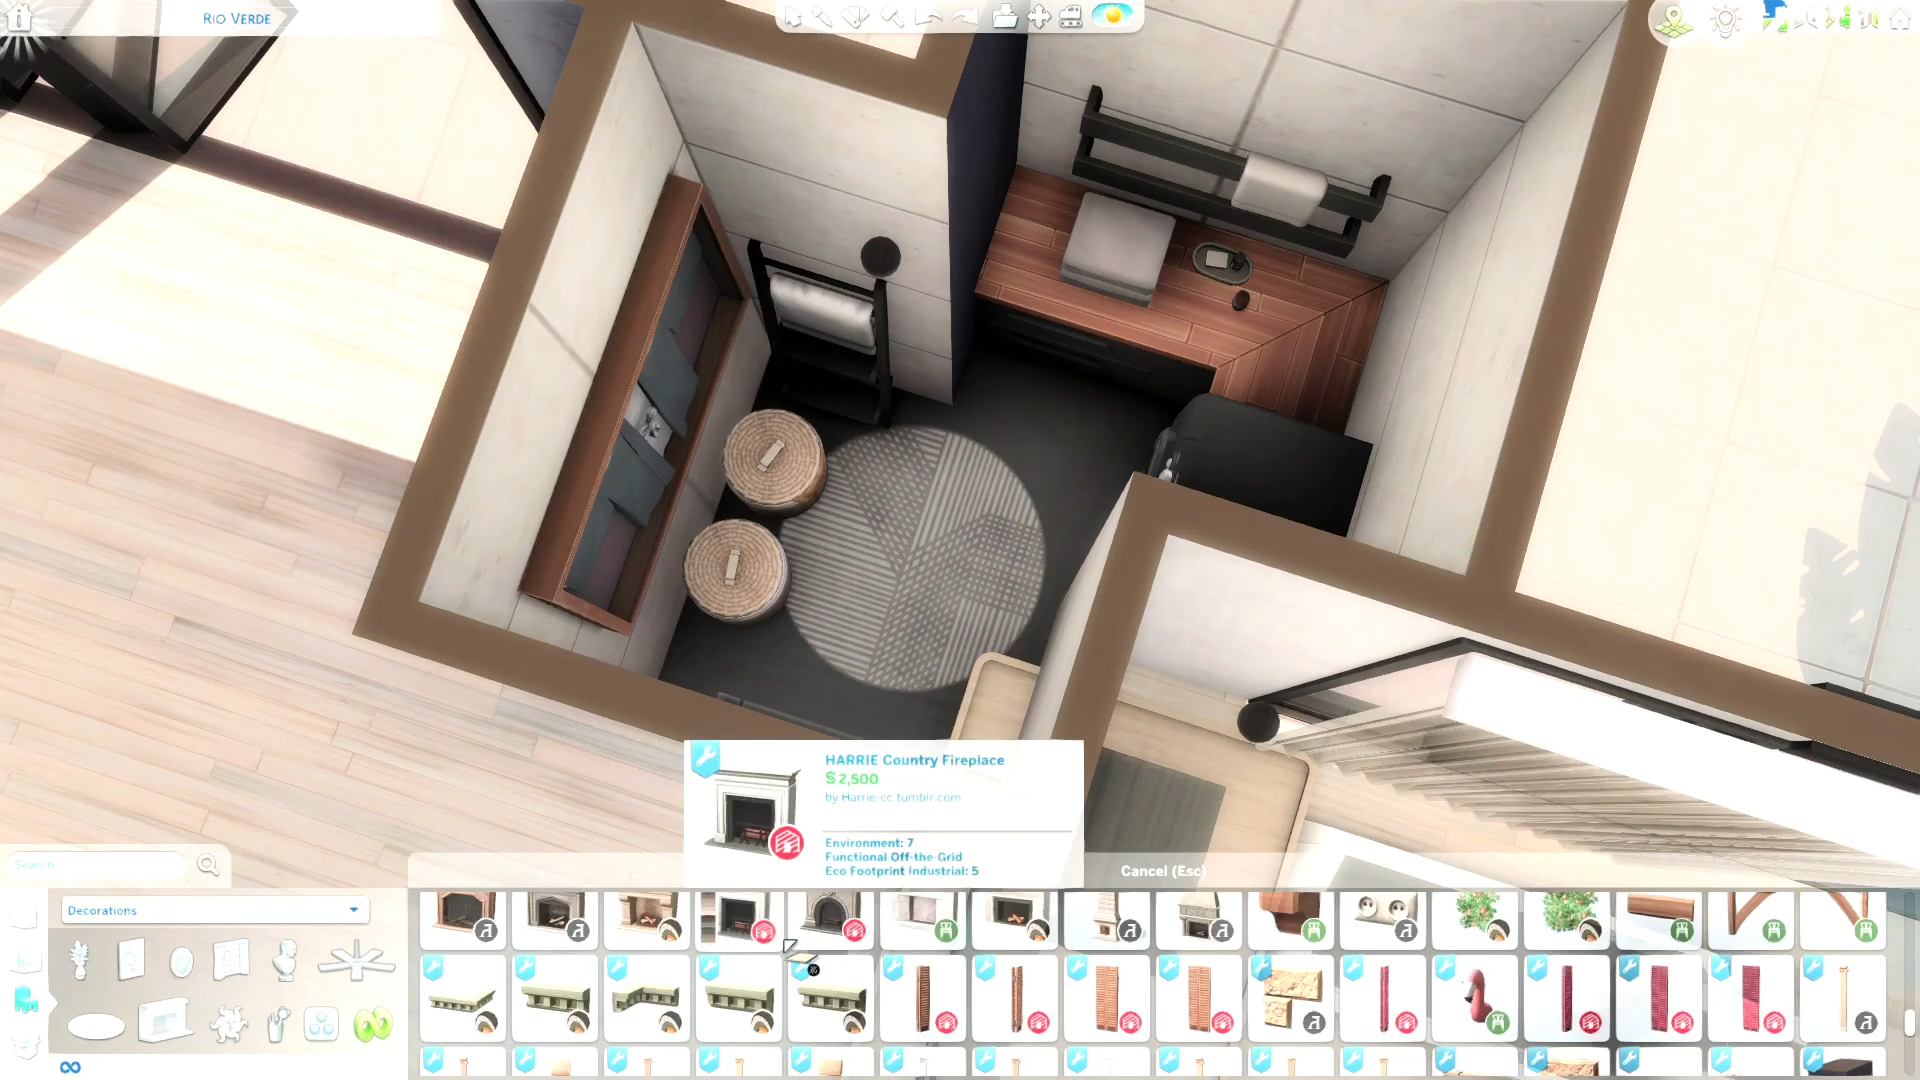 RIO VERDE
HARRIE Country Fireplace
$2,500
by Harrie-cc.tumblr.com
Environment: 7
Functional Off-the-Grid
Eco Footprint Industrial: 5
Cancel (Esc)
Search
Decorations